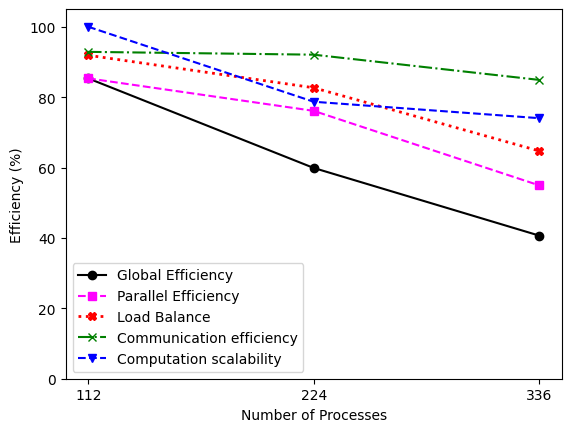 100
80
60
40
20
0
Efficiency (%)
Global Efficiency
Parallel Efficiency
Load Balance
Communication efficiency
Computation scalability
112
224
336
Number of Processes